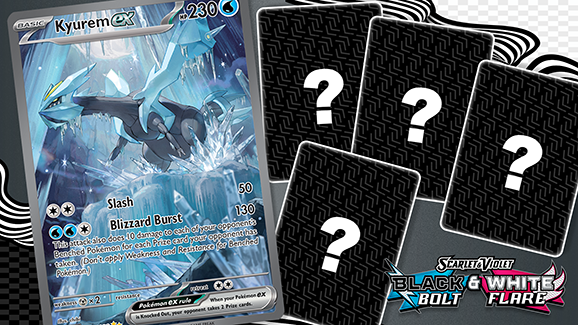 BASIC
Kyurem ex
HP 230
Slash 50
Blizzard Burst 130
This attack also does 10 damage to each of your opponent's
Benched Pokémon for each Prize card your opponent has
taken. (Don't apply Weakness and Resistance for Benched
Pokémon.)
weakness ×2 resistance
retreat
Pokémon ex rule When your Pokémon ex
is Knocked Out, your opponent takes 2 Prize cards.
?
?
?
?
SCARLET & VIOLET
BLACK & WHITE
BOLT FLARE